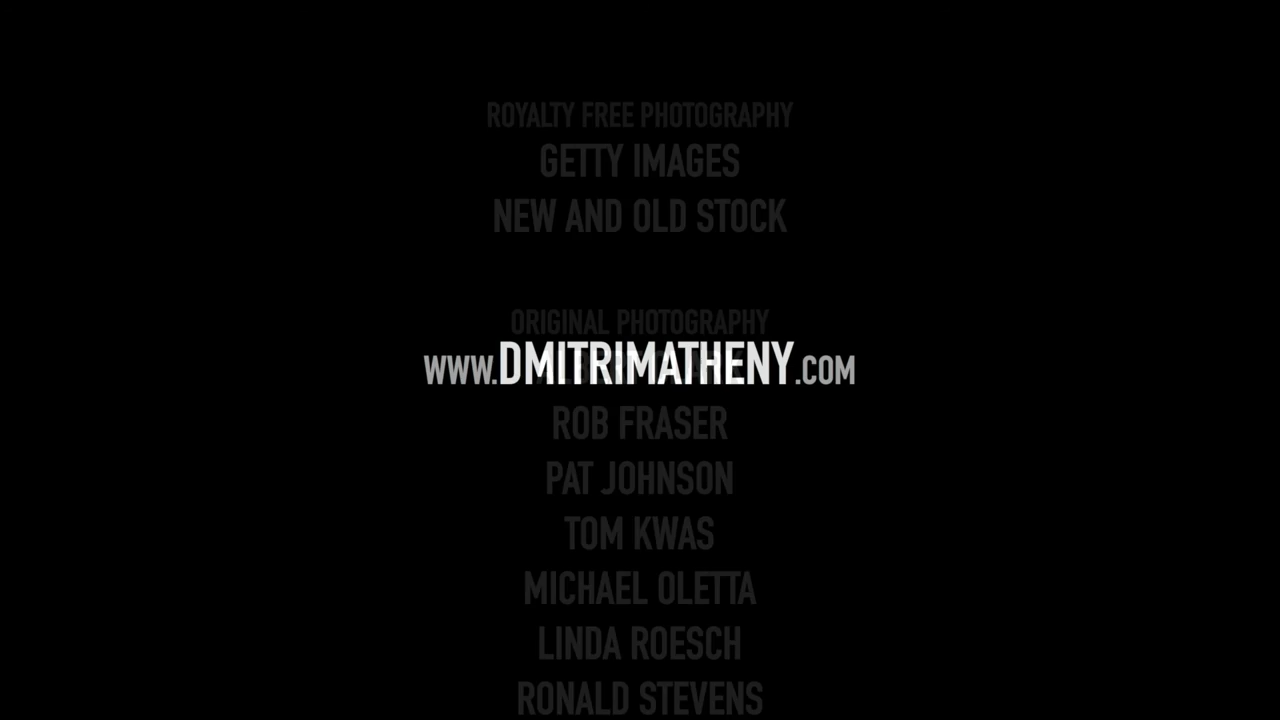 ROYALTY FREE PHOTOGRAPHY
GETTY IMAGES
NEW AND OLD STOCK
ORIGINAL PHOTOGRAPHY
WWW.DMITRIMATHENY.COM
ROB FRASER
PAT JOHNSON
TOM KWAS
MICHAEL OLETTA
LINDA ROESCH
RONALD STEVENS